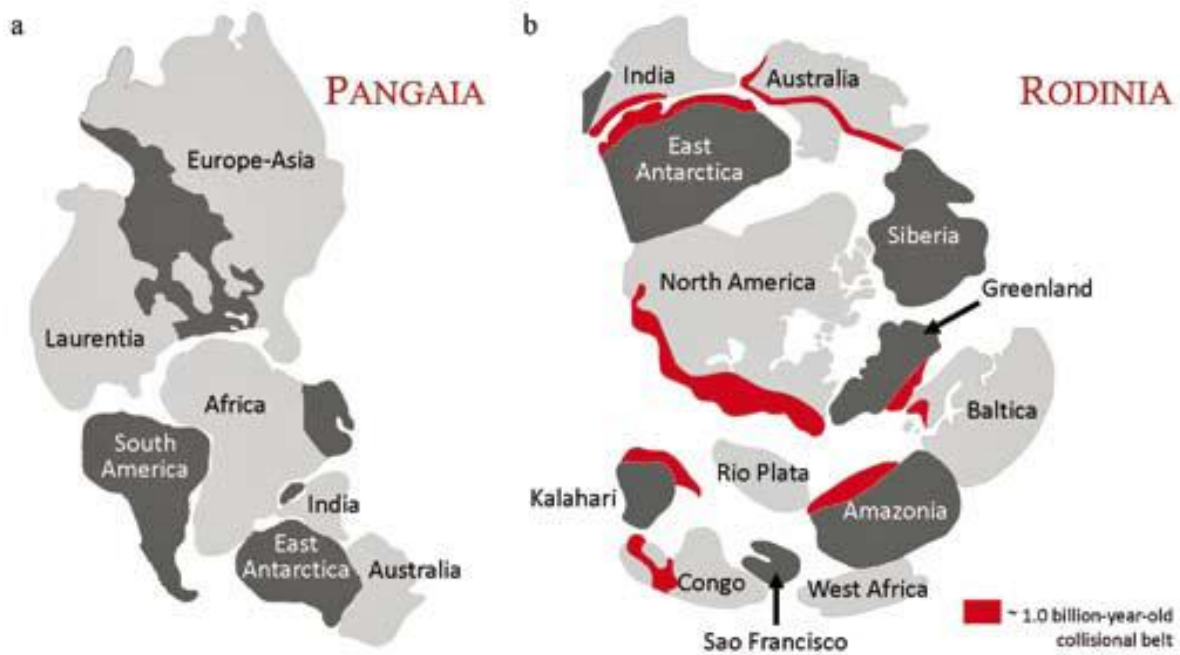 a
PANGAIA
Europe-Asia
Laurentia
Africa
South
America
India
East
Antarctica
Australia
b
RODINIA
India
Australia
East
Antarctica
Siberia
North America
Greenland
Baltica
Rio Plata
Kalahari
Amazonia
Congo
West Africa
Sao Francisco
~ 1.0 billion-year-old
collisional belt